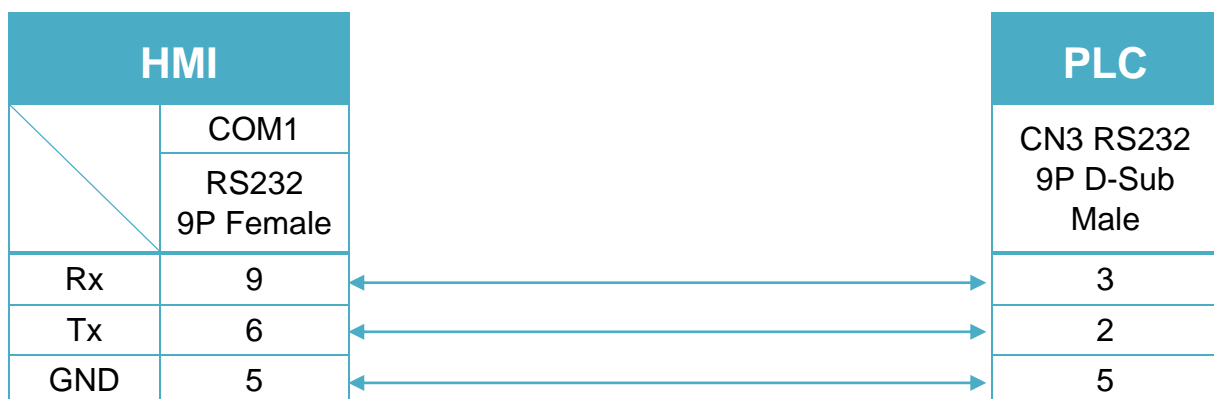 HMI
PLC
COM1
RS232
9P Female
CN3 RS232
9P D-Sub
Male
Rx 9 3
Tx 6 2
GND 5 5